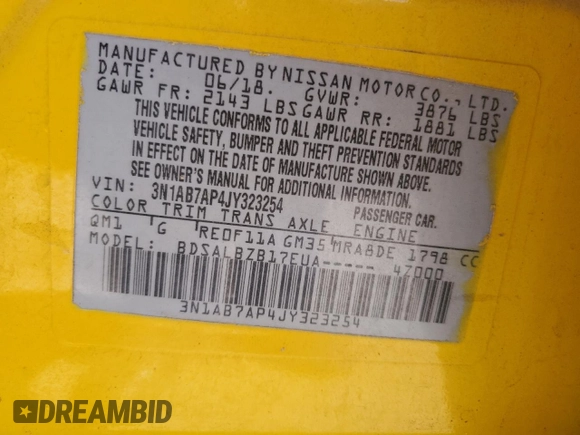 MANUFACTURED BY NISSAN MOTOR CO., LTD.
DATE: 06/18. GVWR: 3876 LBS
GAWR FR: 2143 LBS GAWR RR: 1881 LBS
THIS VEHICLE CONFORMS TO ALL APPLICABLE FEDERAL MOTOR
VEHICLE SAFETY, BUMPER AND THEFT PREVENTION STANDARDS
IN EFFECT ON THE DATE OF MANUFACTURE SHOWN ABOVE.
SEE OWNER'S MANUAL FOR ADDITIONAL INFORMATION.
VIN: 3N1AB7AP4JY323254 PASSENGER CAR.
COLOR TRIM TRANS AXLE ENGINE
QM1 G RE0F11A GM35 MRA8DE 1798 CC
MODEL: BDSALBZB17EUA----- 47000
3N1AB7AP4JY323254
DREAMBID